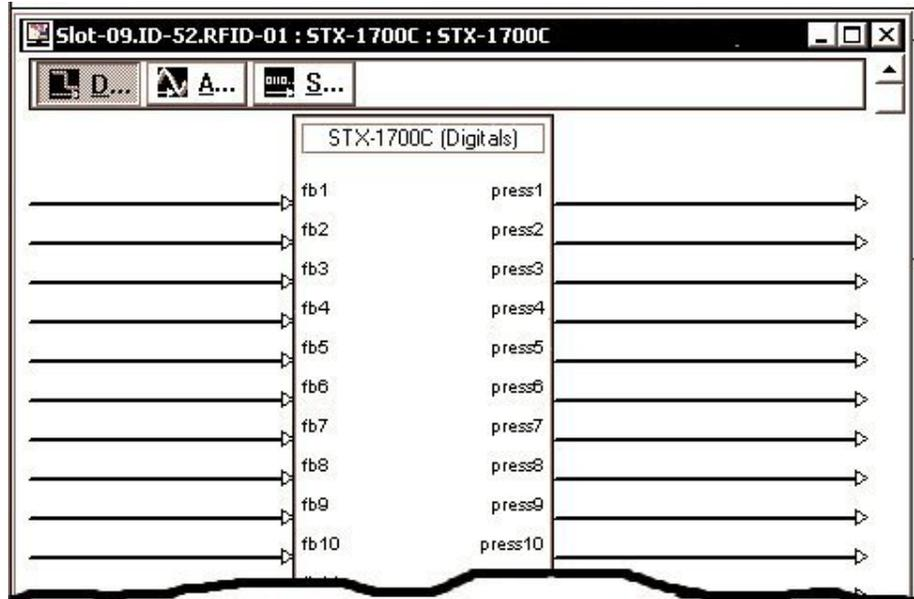 Slot-09.ID-52.RFID-01 : STX-1700C : STX-1700C
D... A... S...
STX-1700C (Digitals)
fb1 press1
fb2 press2
fb3 press3
fb4 press4
fb5 press5
fb6 press6
fb7 press7
fb8 press8
fb9 press9
fb10 press10